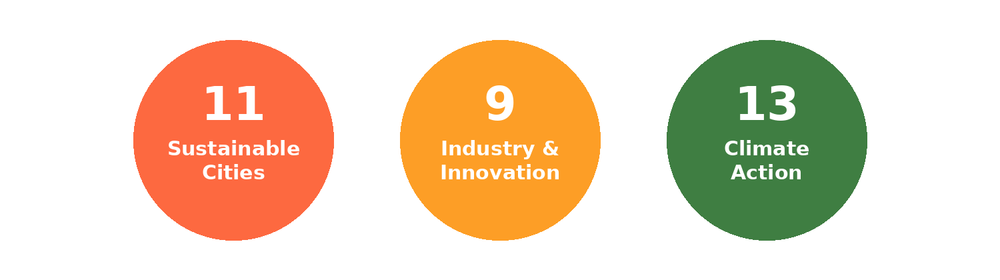 11
Sustainable
Cities
9
Industry &
Innovation
13
Climate
Action